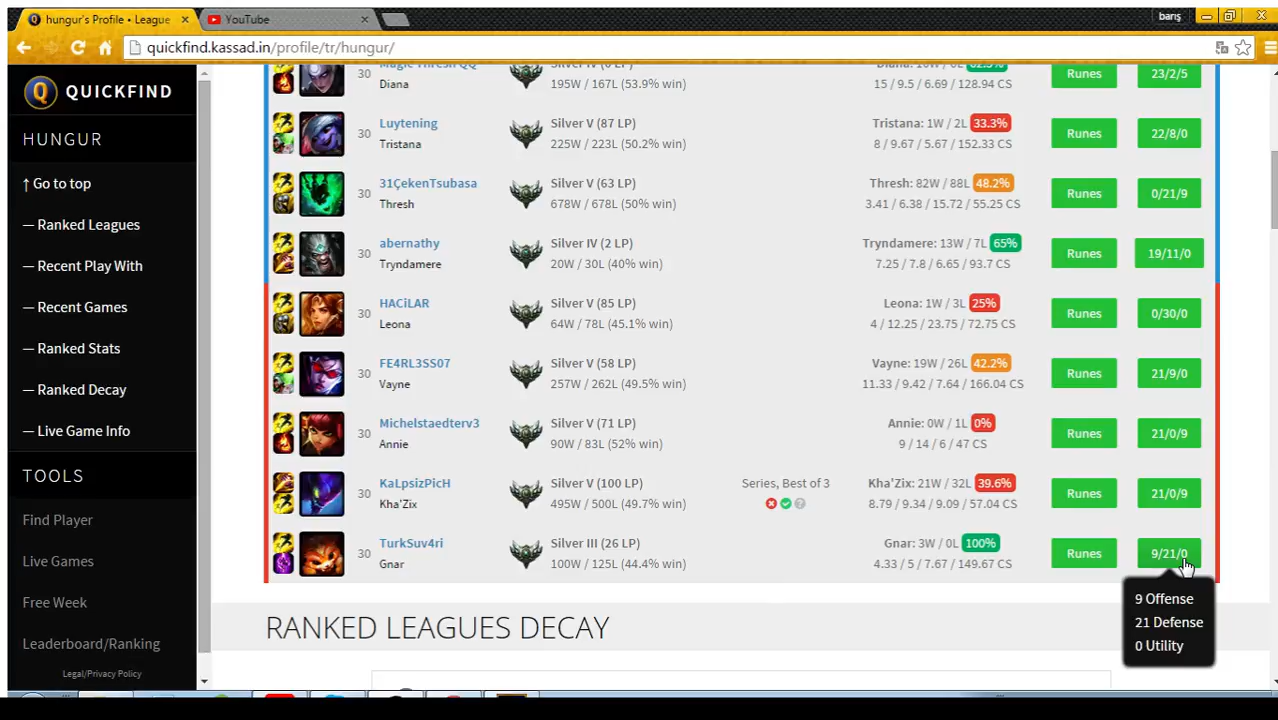 hungur's Profile • League
YouTube
barış
quickfind.kassad.in/profile/tr/hungur/
QUICKFIND
HUNGUR
↑ Go to top
— Ranked Leagues
— Recent Play With
— Recent Games
— Ranked Stats
— Ranked Decay
— Live Game Info
TOOLS
Find Player
Live Games
Free Week
Leaderboard/Ranking
Legal/Privacy Policy
30
Diana
195W / 167L (53.9% win)
15 / 9.5 / 6.69 / 128.94 CS
Runes
23/2/5
30
Luytening
Tristana
Silver V (87 LP)
225W / 223L (50.2% win)
Tristana: 1W / 2L 33.3%
8 / 9.67 / 5.67 / 152.33 CS
Runes
22/8/0
30
31ÇekenTsubasa
Thresh
Silver V (63 LP)
678W / 678L (50% win)
Thresh: 82W / 88L 48.2%
3.41 / 6.38 / 15.72 / 55.25 CS
Runes
0/21/9
30
abernathy
Tryndamere
Silver IV (2 LP)
20W / 30L (40% win)
Tryndamere: 13W / 7L 65%
7.25 / 7.8 / 6.65 / 93.7 CS
Runes
19/11/0
30
HACiLAR
Leona
Silver V (85 LP)
64W / 78L (45.1% win)
Leona: 1W / 3L 25%
4 / 12.25 / 23.75 / 72.75 CS
Runes
0/30/0
30
FE4RL3SS07
Vayne
Silver V (58 LP)
257W / 262L (49.5% win)
Vayne: 19W / 26L 42.2%
11.33 / 9.42 / 7.64 / 166.04 CS
Runes
21/9/0
30
Michelstaedterv3
Annie
Silver V (71 LP)
90W / 83L (52% win)
Annie: 0W / 1L 0%
9 / 14 / 6 / 47 CS
Runes
21/0/9
30
KaLpsizPicH
Kha'Zix
Silver V (100 LP)
495W / 500L (49.7% win)
Series, Best of 3
Kha'Zix: 21W / 32L 39.6%
8.79 / 9.34 / 9.09 / 57.04 CS
Runes
21/0/9
30
TurkSuv4ri
Gnar
Silver III (26 LP)
100W / 125L (44.4% win)
Gnar: 3W / 0L 100%
4.33 / 5 / 7.67 / 149.67 CS
Runes
9/21/0
9 Offense
21 Defense
0 Utility
RANKED LEAGUES DECAY